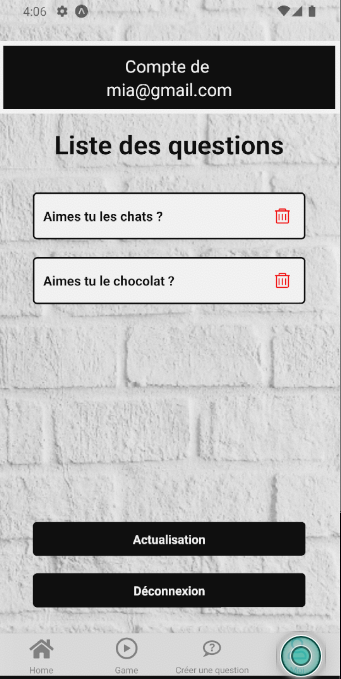 4:06
Compte de
mia@gmail.com
Liste des questions
Aimes tu les chats ?
Aimes tu le chocolat ?
Actualisation
Déconnexion
Home
Game
Créer une question